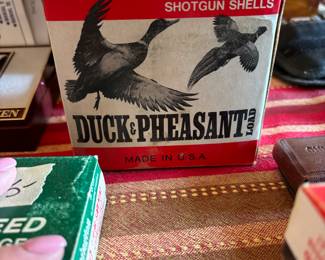 SHOTGUN SHELLS
DUCK & PHEASANT LOAD
MADE IN U.S.A.
EED